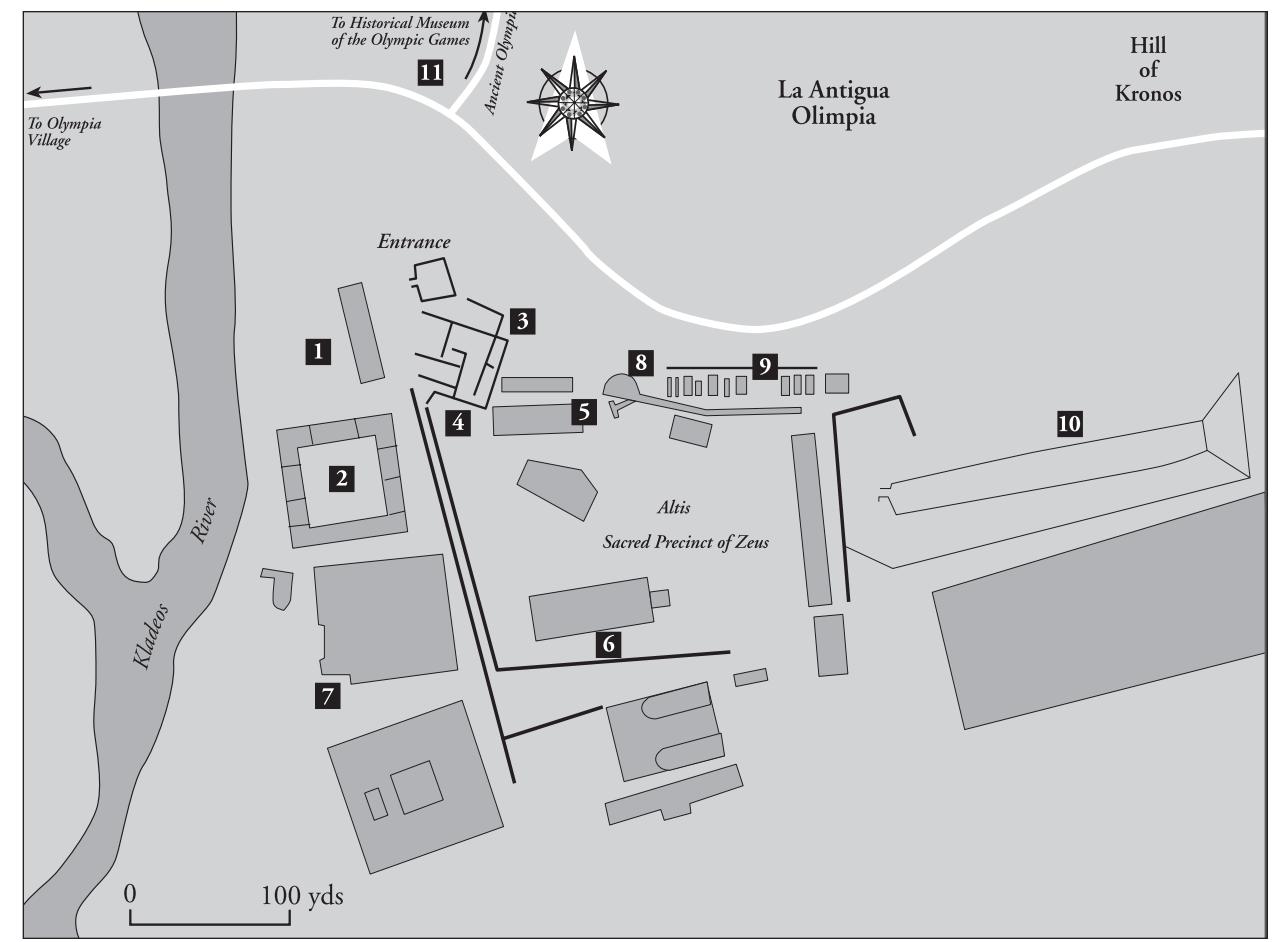 To Historical Museum
of the Olympic Games
11
To Olympia
Village
La Antigua
Olimpia
Hill
of
Kronos
Entrance
3
1
8
9
5
4
10
2
Altis
Sacred Precinct of Zeus
River
Kladeos
6
7
0
100 yds
Ancient